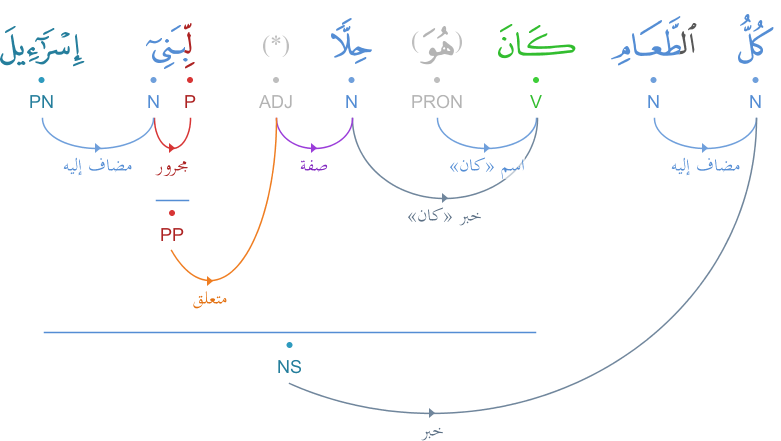 كُلُّ ٱلطَّعَامِ كَانَ (هُوَ) حِلًّا (*) لِّبَنِىٓ إِسْرَٰٓءِيلَ
N N V PRON N ADJ P N PN
مضاف إليه اسم «كان» صفة مجرور مضاف إليه
خبر «كان»
PP
متعلق
NS
خبر